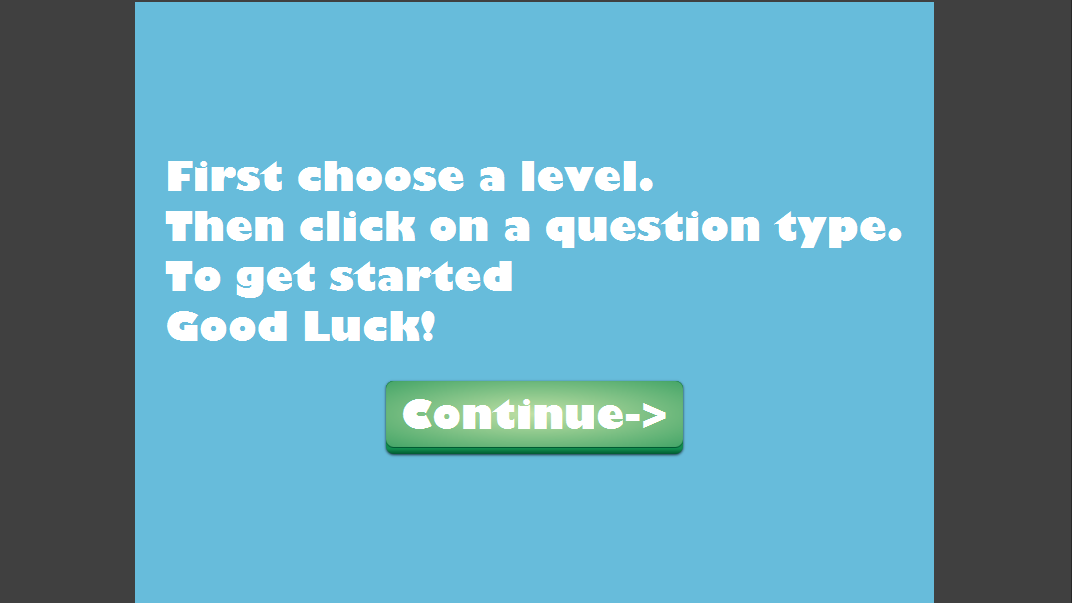 First choose a level.
Then click on a question type.
To get started
Good Luck!
Continue->